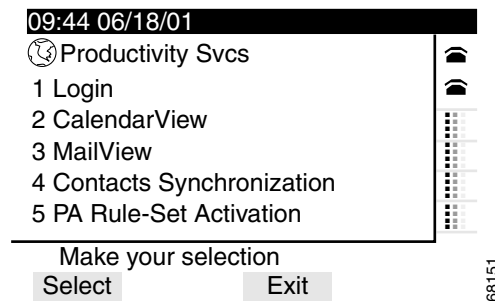 09:44 06/18/01
Productivity Svcs
1 Login
2 CalendarView
3 MailView
4 Contacts Synchronization
5 PA Rule-Set Activation
Make your selection
Select Exit
68151